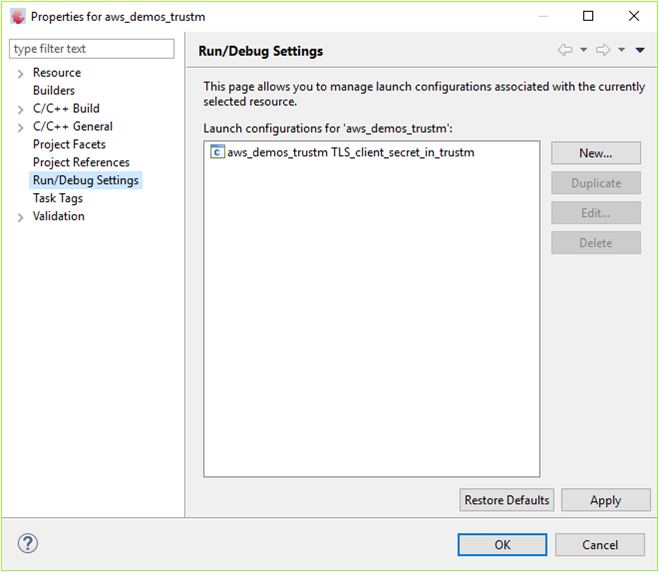 Properties for aws_demos_trustm
type filter text
Resource
Builders
C/C++ Build
C/C++ General
Project Facets
Project References
Run/Debug Settings
Task Tags
Validation
Run/Debug Settings
This page allows you to manage launch configurations associated with the currently
selected resource.
Launch configurations for 'aws_demos_trustm':
C aws_demos_trustm TLS_client_secret_in_trustm
New...
Duplicate
Edit...
Delete
Restore Defaults
Apply
?
OK
Cancel